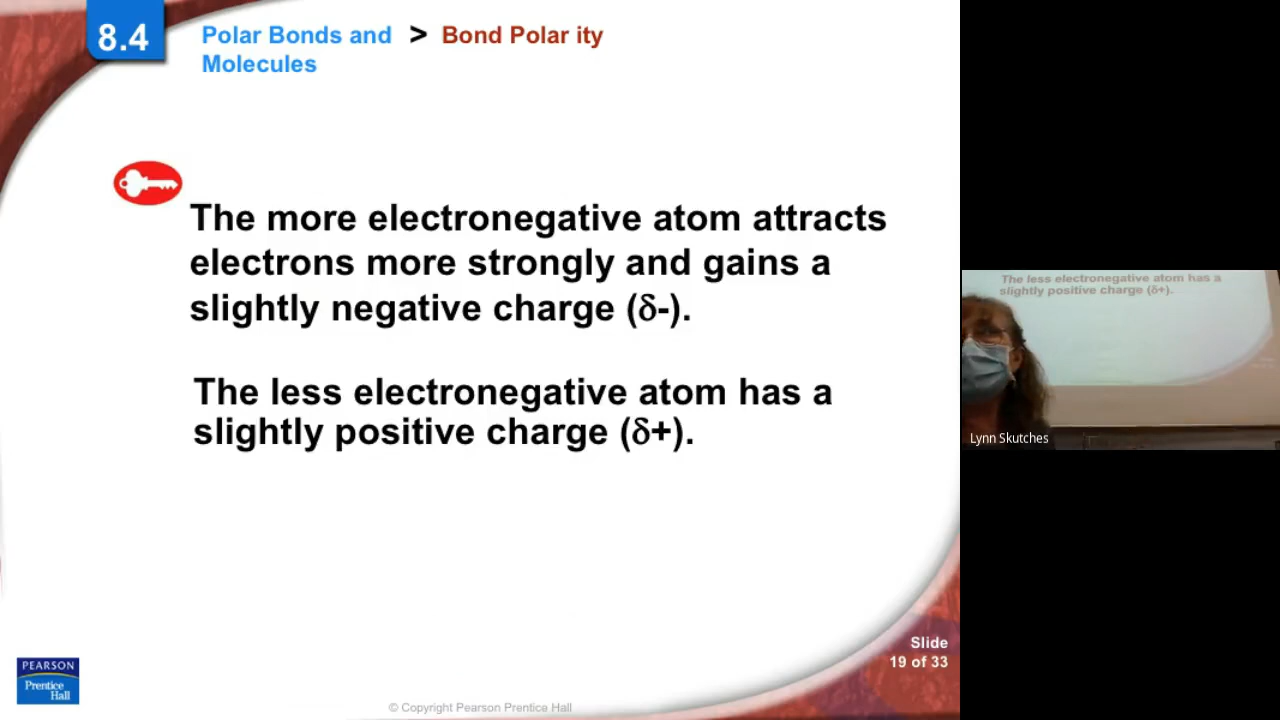 8.4
Polar Bonds and > Bond Polar ity
Molecules
The more electronegative atom attracts
electrons more strongly and gains a
slightly negative charge (δ-).
The less electronegative atom has a
slightly positive charge (δ+).
The less electronegative atom has a
slightly positive charge (δ+).
Lynn Skutches
Slide
19 of 33
PEARSON
Prentice
Hall
© Copyright Pearson Prentice Hall